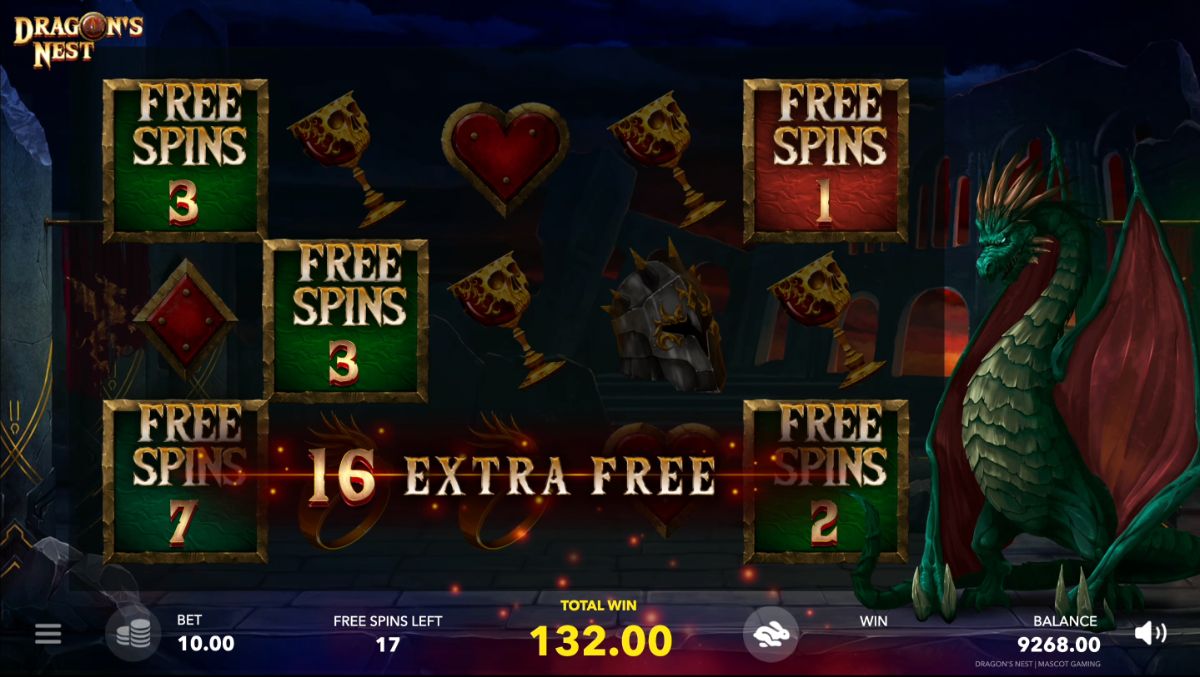 DRAGON'S
NEST
FREE
SPINS
3
FREE
SPINS
1
FREE
SPINS
3
FREE
SPINS
7
16 EXTRA FREE
FREE
SPINS
2
BET
10.00
FREE SPINS LEFT
17
TOTAL WIN
132.00
WIN
BALANCE
9268.00
DRAGON'S NEST | MASCOT GAMING